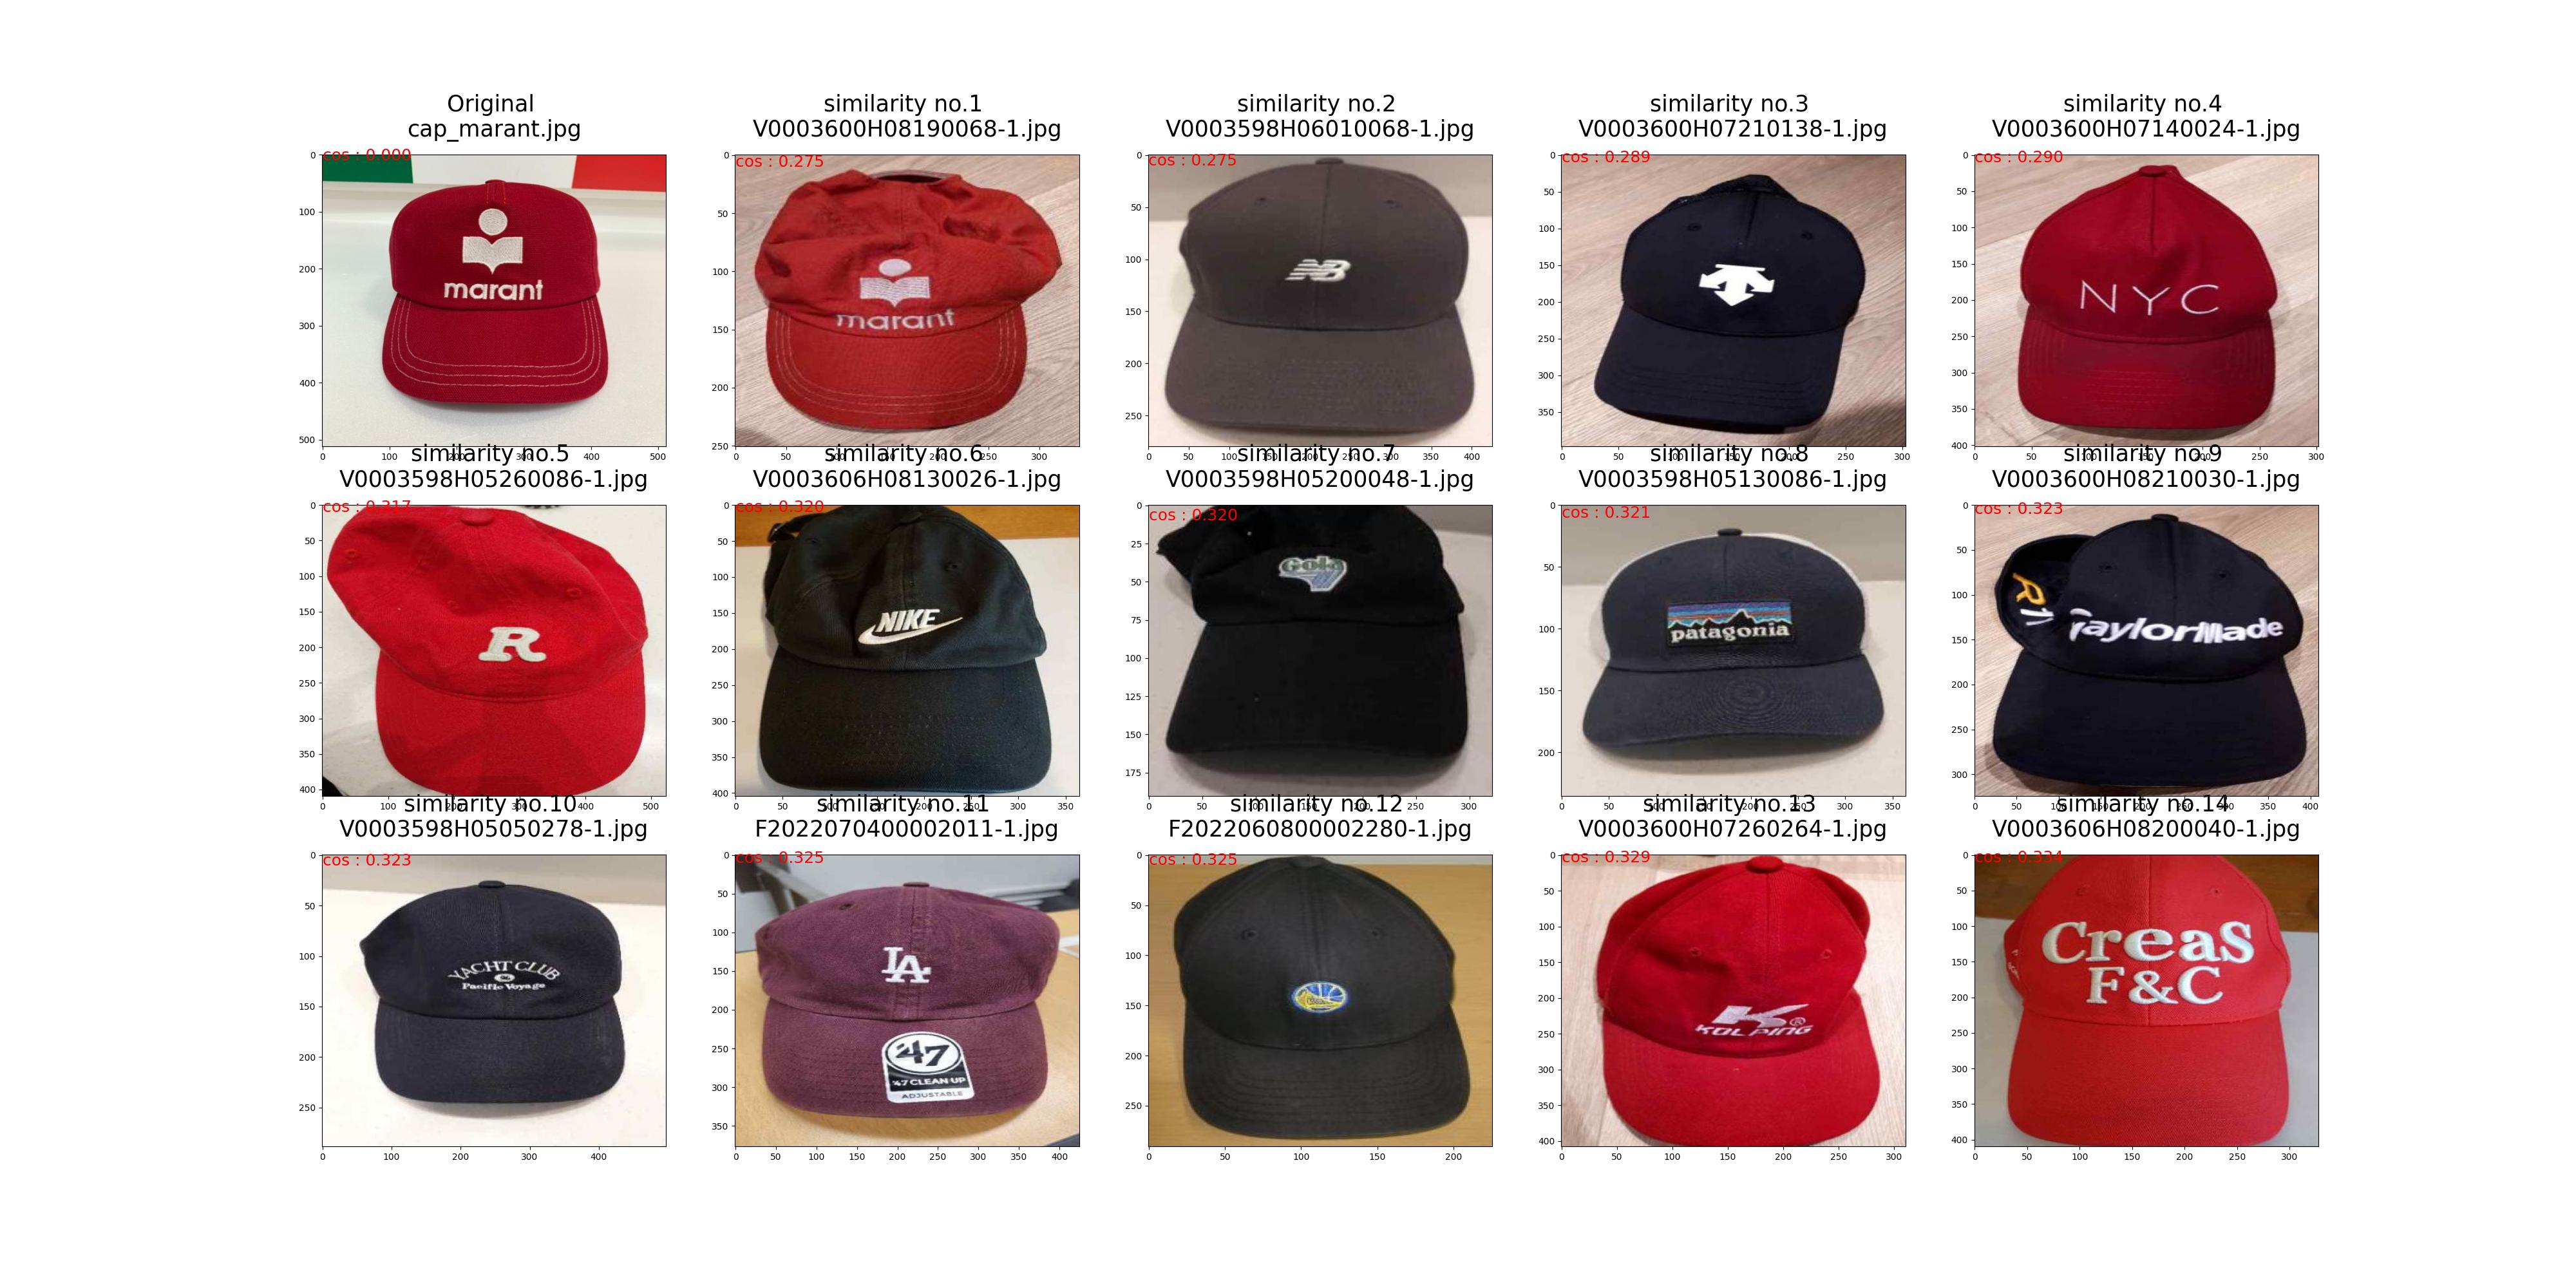 Original
cap_marant.jpg
cos : 0.000
marant
similarity no.1
V0003600H08190068-1.jpg
cos : 0.275
marant
similarity no.2
V0003598H06010068-1.jpg
cos : 0.275
NB
similarity no.3
V0003600H07210138-1.jpg
cos : 0.289
similarity no.4
V0003600H07140024-1.jpg
cos : 0.290
NYC
similarity no.5
V0003598H05260086-1.jpg
cos : 0.317
R
similarity no.6
V0003606H08130026-1.jpg
cos : 0.320
NIKE
similarity no.7
V0003598H05200048-1.jpg
cos : 0.320
Gola
similarity no.8
V0003598H05130086-1.jpg
cos : 0.321
patagonia
similarity no.9
V0003600H08210030-1.jpg
cos : 0.323
R1
TaylorMade
similarity no.10
V0003598H05050278-1.jpg
cos : 0.323
YACHT CLUB
Pacific Voyage
similarity no.11
F2022070400002011-1.jpg
cos : 0.325
LA
'47
'47 CLEAN UP
ADJUSTABLE
similarity no.12
F2022060800002280-1.jpg
cos : 0.325
similarity no.13
V0003600H07260264-1.jpg
cos : 0.329
K®
KOLPING
similarity no.14
V0003606H08200040-1.jpg
cos : 0.334
CreaS
F&C